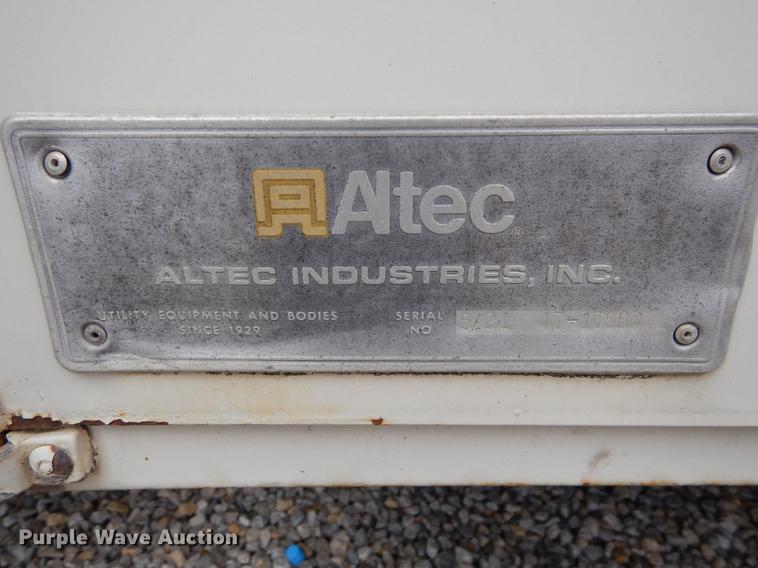 Altec®
ALTEC INDUSTRIES, INC.
UTILITY EQUIPMENT AND BODIES
SINCE 1929
SERIAL
NO
Purple Wave Auction